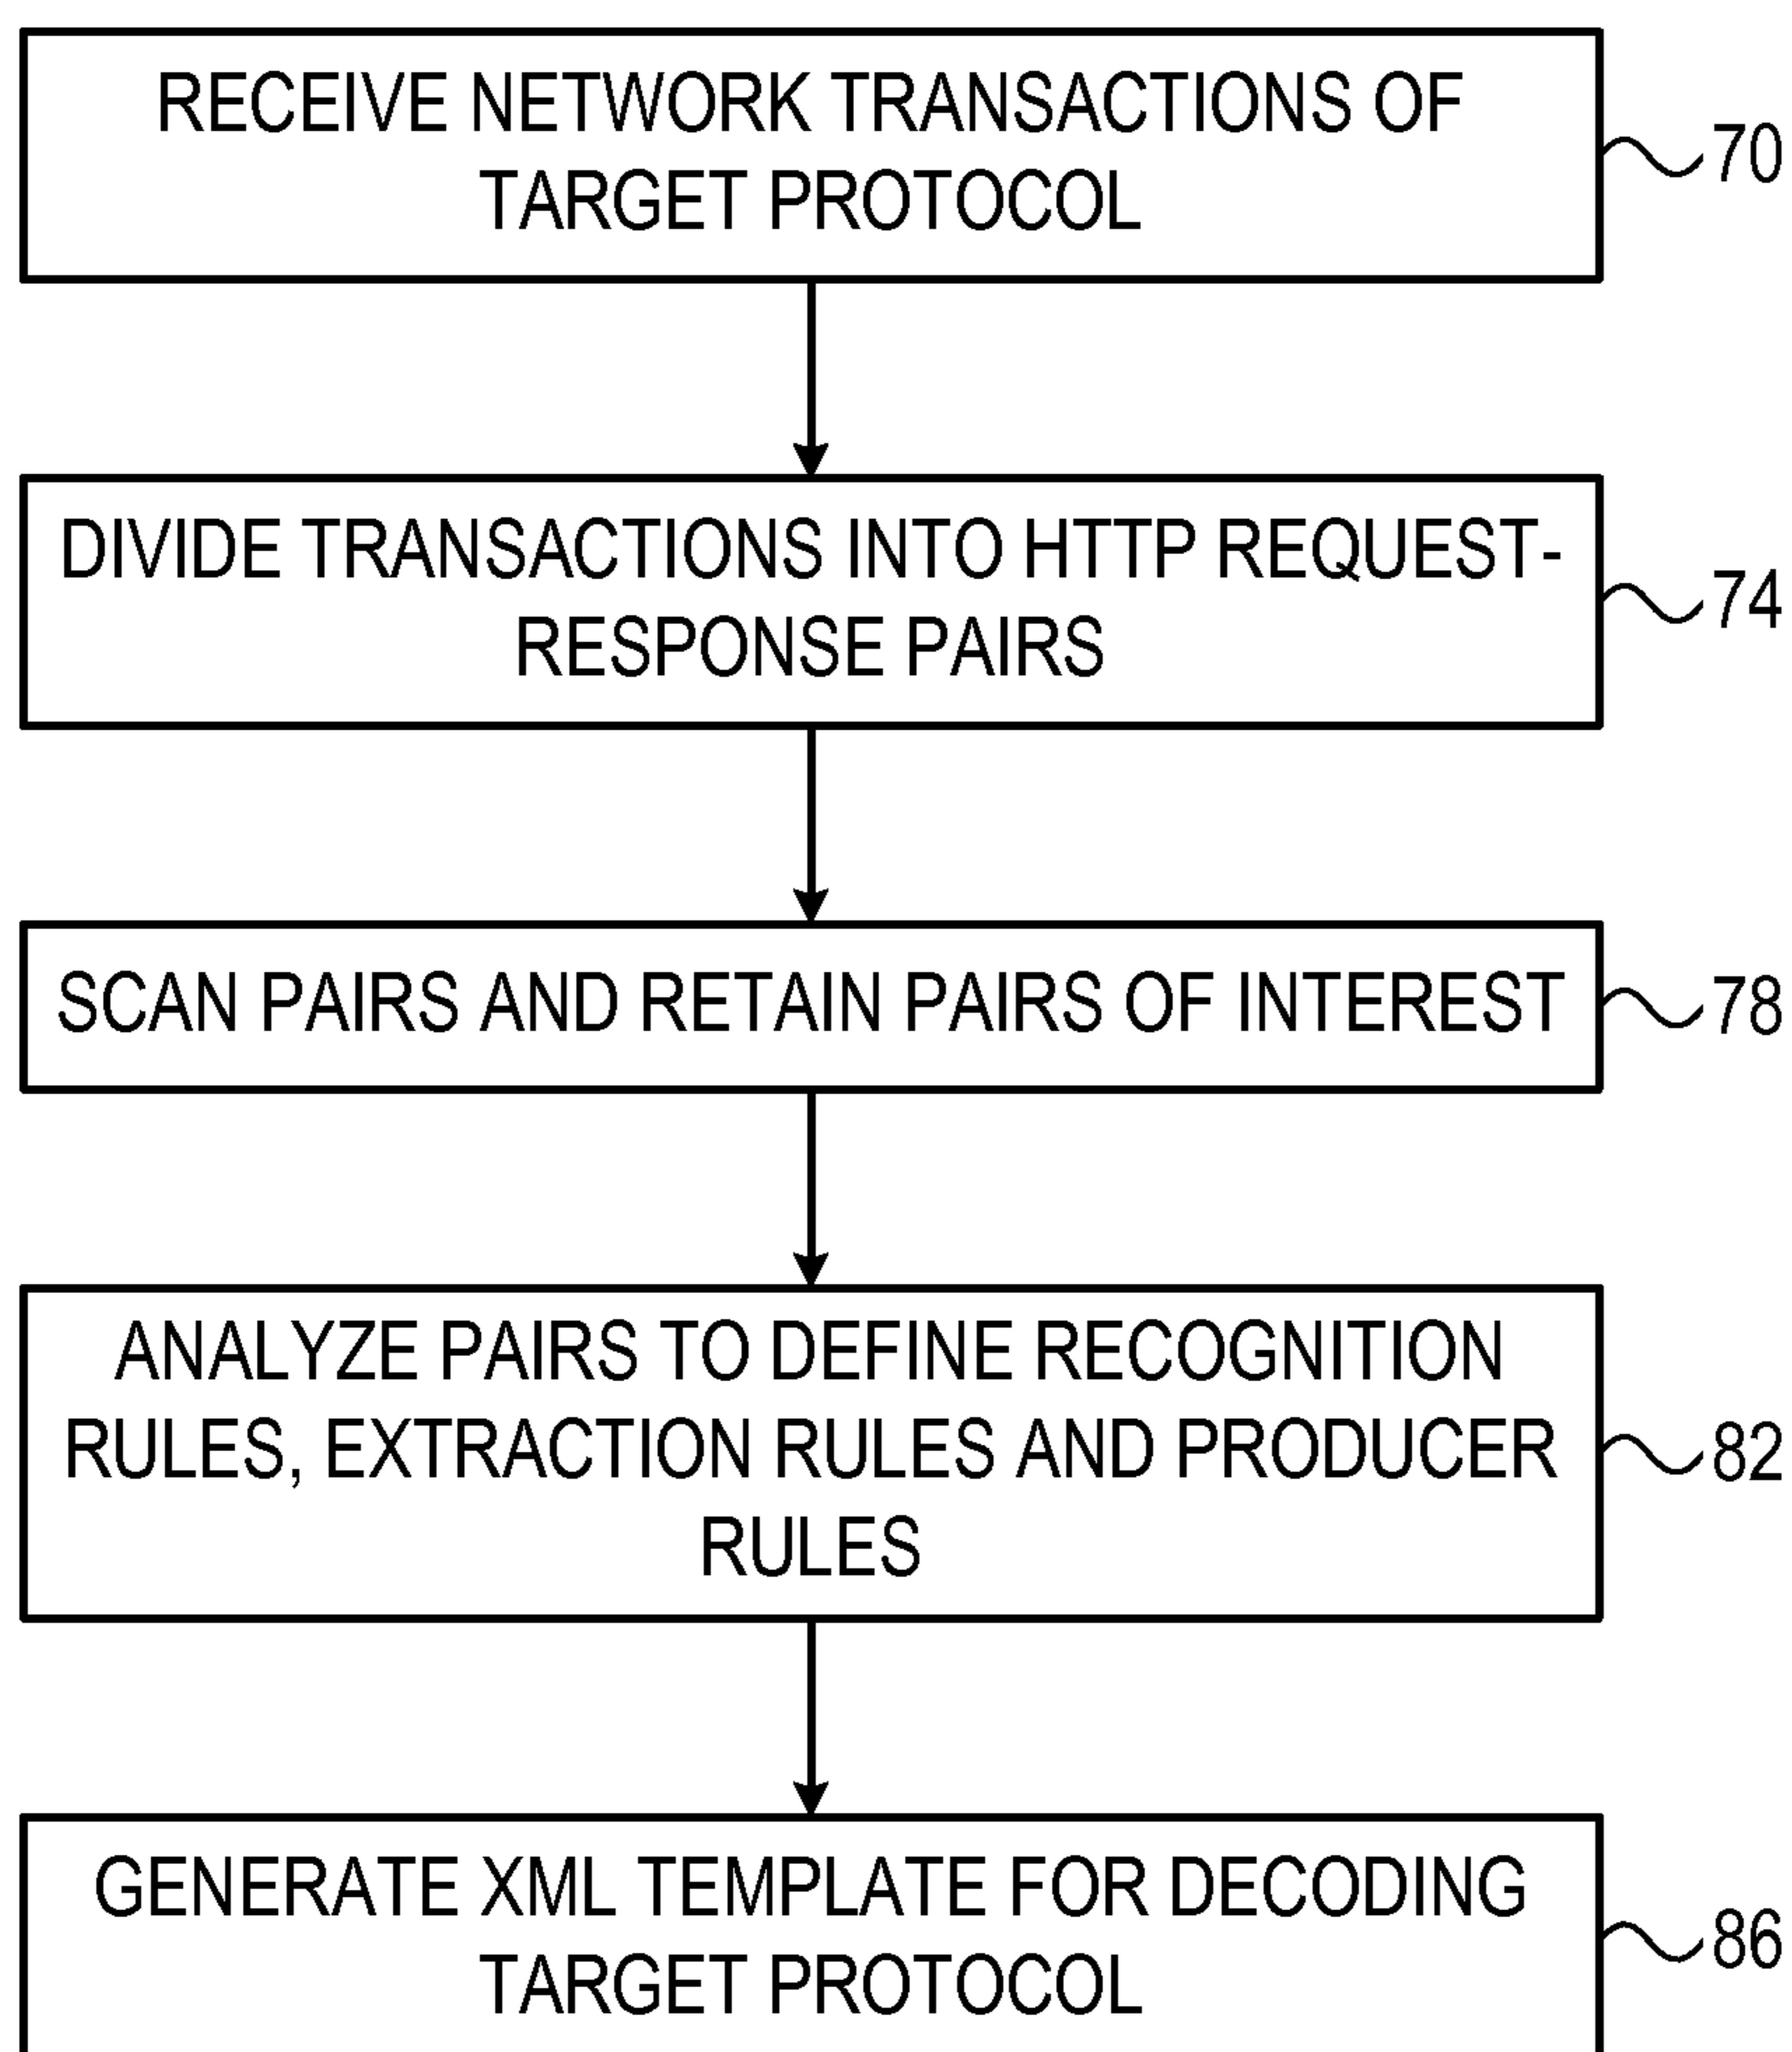 RECEIVE NETWORK TRANSACTIONS OF
TARGET PROTOCOL
70
DIVIDE TRANSACTIONS INTO HTTP REQUEST-
RESPONSE PAIRS
74
SCAN PAIRS AND RETAIN PAIRS OF INTEREST
78
ANALYZE PAIRS TO DEFINE RECOGNITION
RULES, EXTRACTION RULES AND PRODUCER
RULES
82
GENERATE XML TEMPLATE FOR DECODING
TARGET PROTOCOL
86